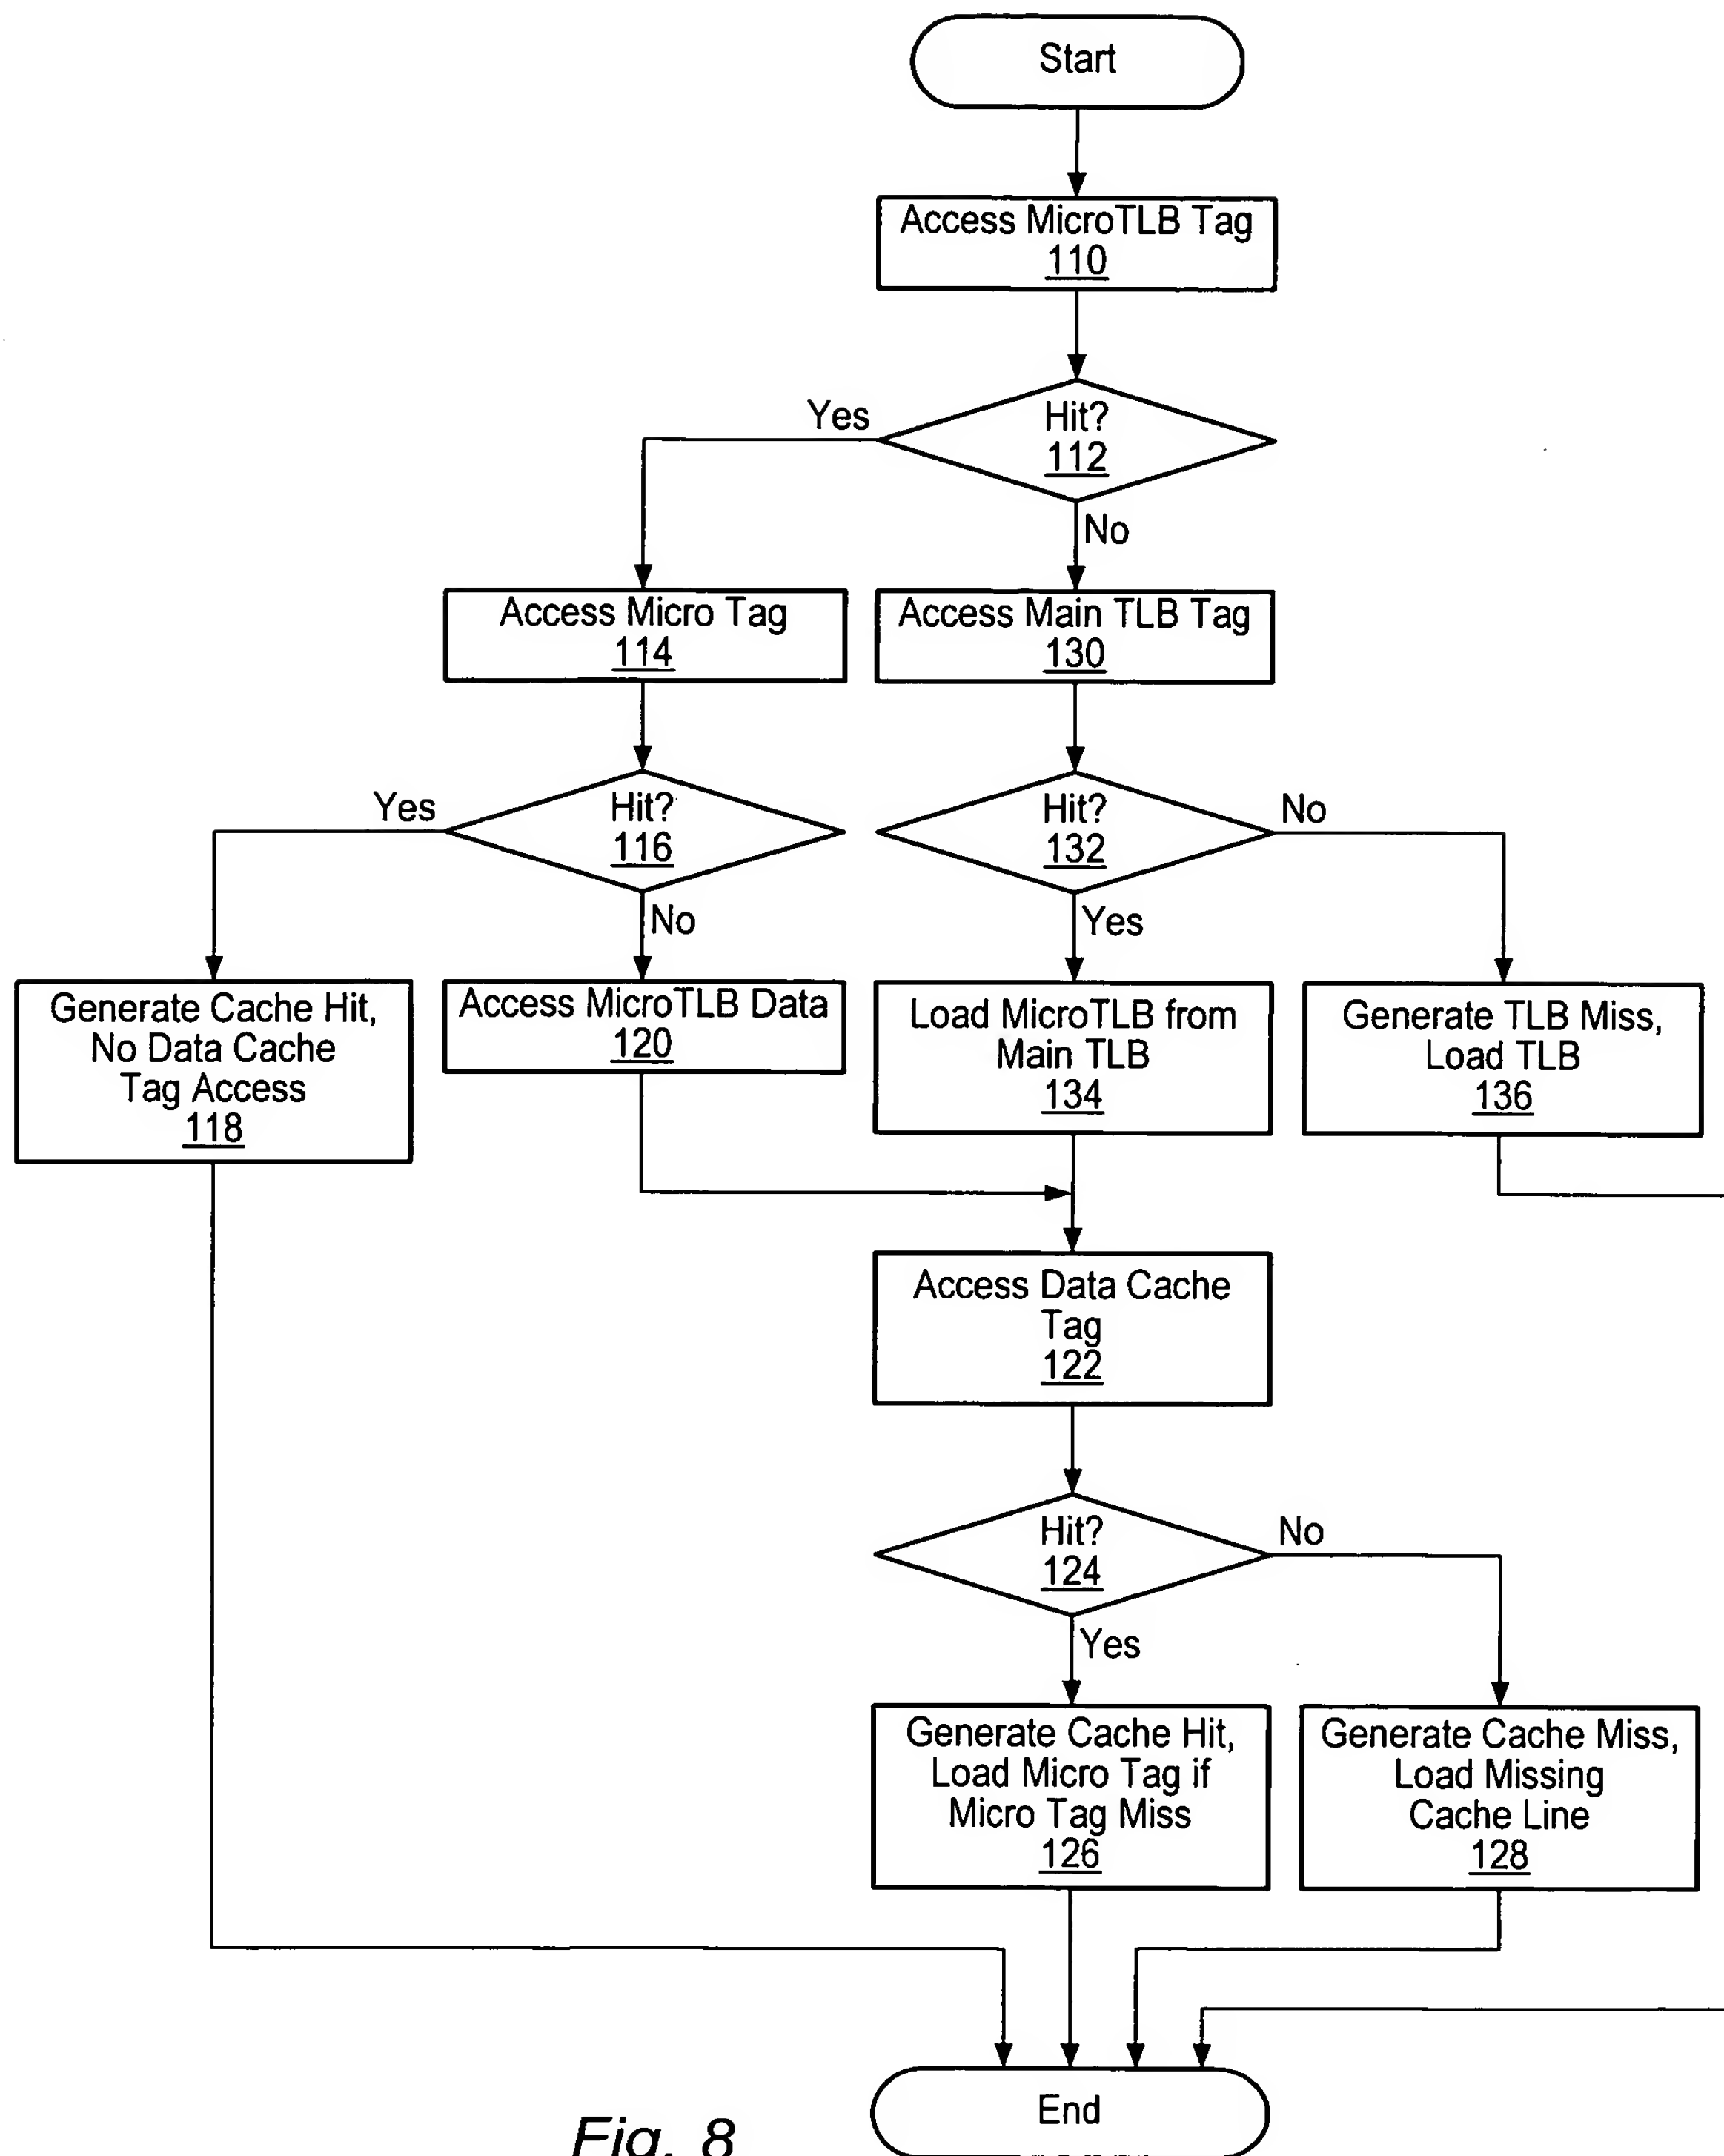 Start
Access MicroTLB Tag
110
Hit?
112
Yes
No
Access Micro Tag
114
Access Main TLB Tag
130
Hit?
116
Yes
No
Hit?
132
No
Yes
Generate Cache Hit,
No Data Cache
Tag Access
118
Access MicroTLB Data
120
Load MicroTLB from
Main TLB
134
Generate TLB Miss,
Load TLB
136
Access Data Cache
Tag
122
Hit?
124
No
Yes
Generate Cache Hit,
Load Micro Tag if
Micro Tag Miss
126
Generate Cache Miss,
Load Missing
Cache Line
128
End
Fig. 8